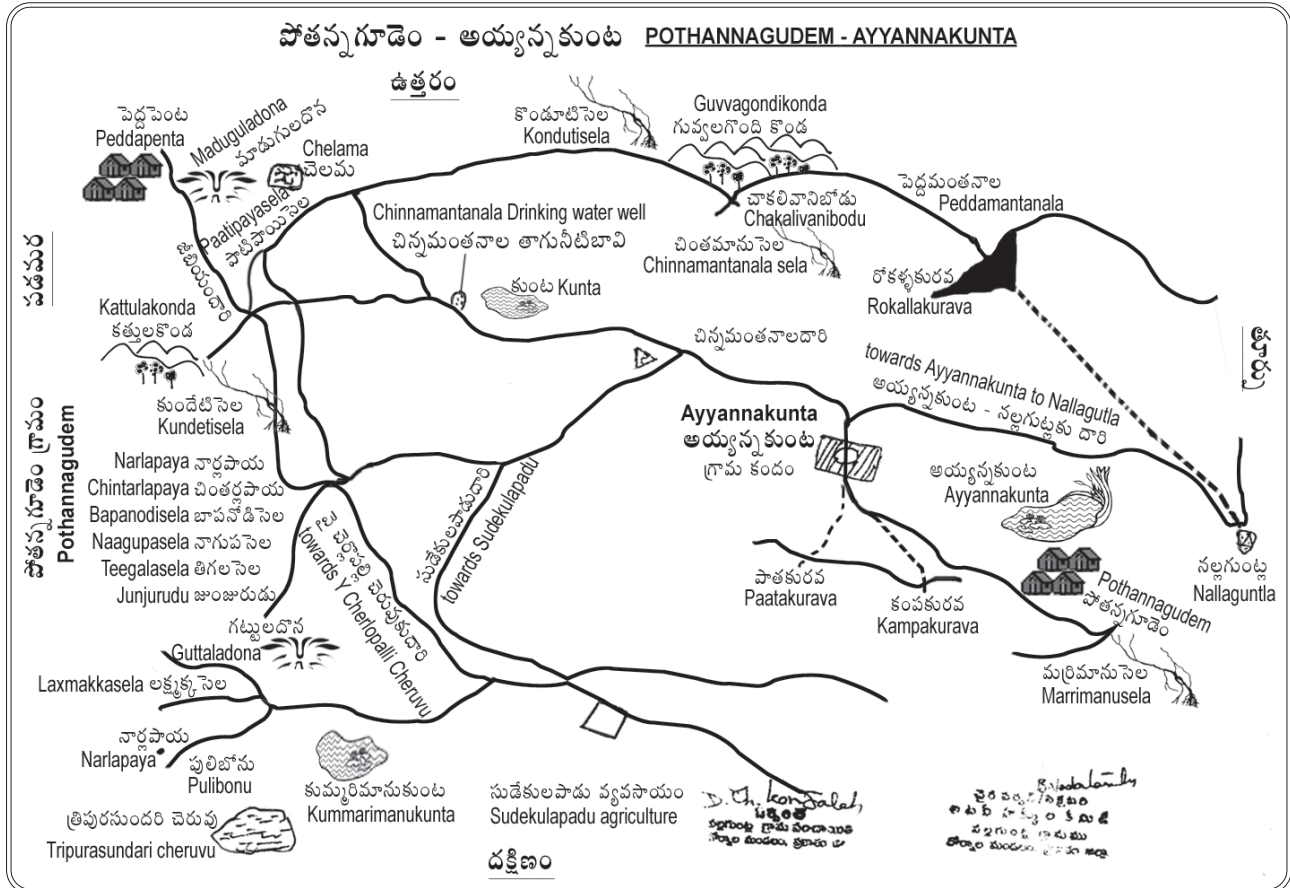 పోతన్నగూడెం - అయ్యన్నకుంట POTHANNAGUDEM - AYYANNAKUNTA
ఉత్తరం
పెద్దపెంట
Peddapenta
Maduguladona
మాడుగులదొన
Chelama
చెలమ
Paatipayasela
పాటిపాయిసెల
కొండూటిసెల
Kondutisela
Guvvagondikonda
గువ్వలగొంది కొండ
చాకలివానిబోడు
Chakalivanibodu
చింతమానుసెల
Chinnamantanala sela
పెద్దమంతనాల
Peddamantanala
రోకళ్ళకురవ
Rokallakurava
Chinnamantanala Drinking water well
చిన్నమంతనాల తాగునీటిబావి
కుంట Kunta
పడమర
తూర్పు
Kattulakonda
కత్తులకొండ
కుందేటిసెల
Kundetisela
చిన్నమంతనాలదారి
towards Ayyannakunta to Nallagutla
అయ్యన్నకుంట - నల్లగుట్లకు దారి
Ayyannakunta
అయ్యన్నకుంట
గ్రామ కంఠం
అయ్యన్నకుంట
Ayyannakunta
పోతన్నగూడెం గ్రామం
Pothannagudem
Narlapaya నార్లపాయ
Chintarlapaya చింతర్లపాయ
Bapanodisela బాపనోడిసెల
Naagupasela నాగుపసెల
Teegalasela తిగలసెల
Junjurudu జుంజురుడు
గట్టులదొన
Guttaladona
చెర్లోపల్లి చెరువుకుదారి
towards Y Cherlopalli Cheruvu
సుడేకులపాడుదారి
towards Sudekulapadu
పాతకురవ
Paatakurava
కంపకురవ
Kampakurava
Pothannagudem
పోతన్నగూడెం
నల్లగుంట్ల
Nallaguntla
మర్రిమానుసెల
Marrimanusela
Laxmakkasela లక్ష్మక్కసెల
నార్లపాయ
Narlapaya
పులిబోను
Pulibonu
కుమ్మరిమానుకుంట
Kummarimanukunta
సుడేకులపాడు వ్యవసాయం
Sudekulapadu agriculture
త్రిపురసుందరి చెరువు
Tripurasundari cheruvu
దక్షిణం